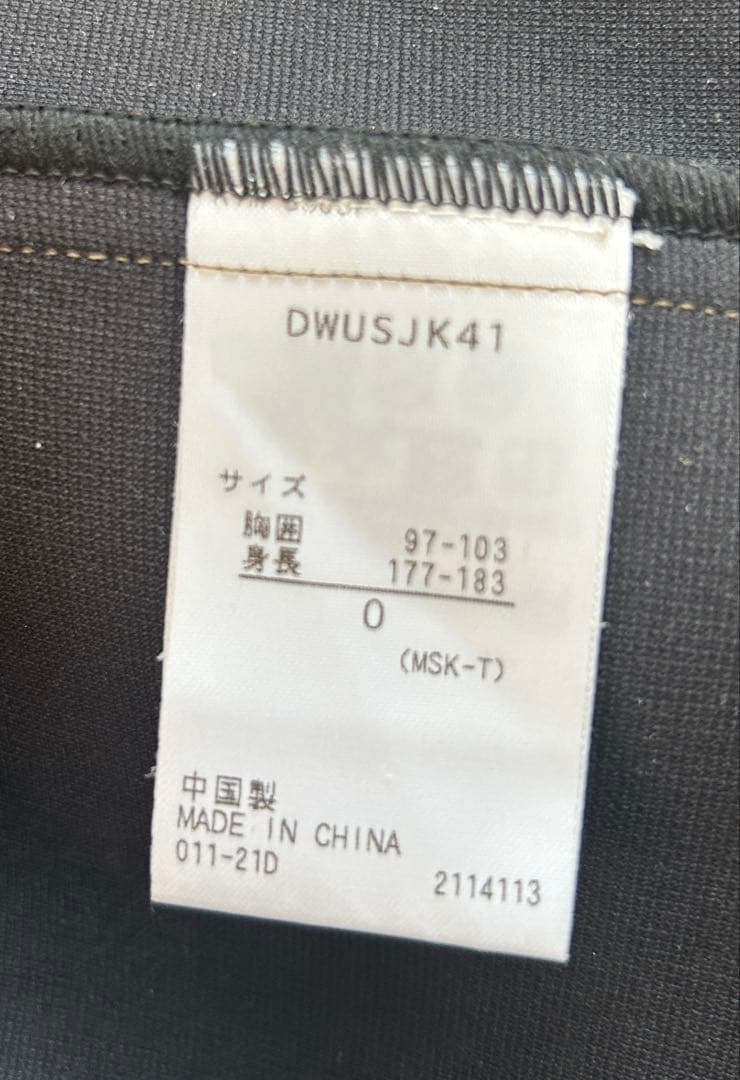 DWUSJK41
サイズ
胸囲 97-103
身長 177-183
O
(MSK-T)
中国製
MADE IN CHINA
011-21D
2114113